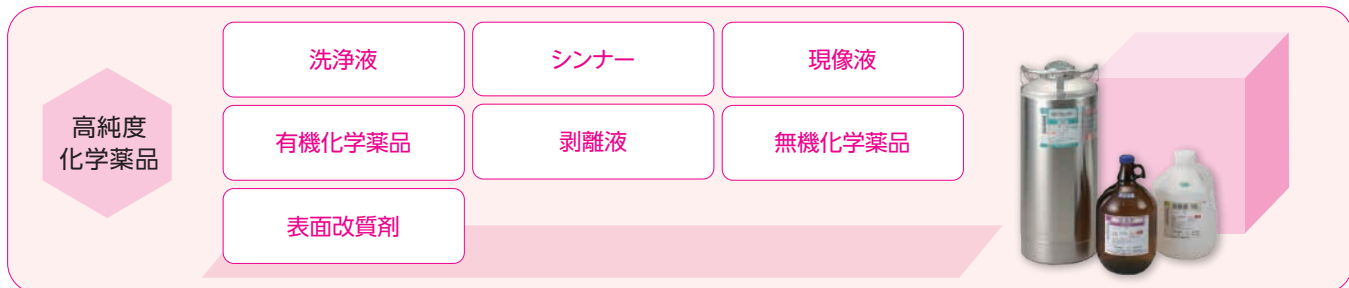 高純度
化学薬品
洗浄液
シンナー
現像液
有機化学薬品
剥離液
無機化学薬品
表面改質剤